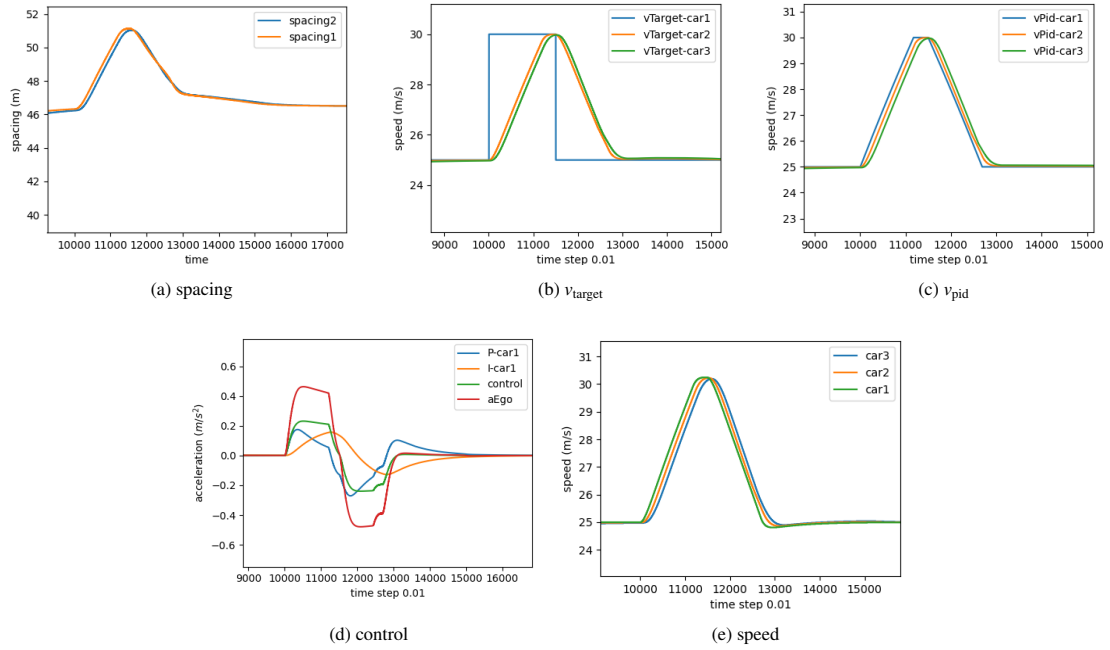 spacing (m)
52
50
48
46
44
42
40
spacing2
spacing1
10000 11000 12000 13000 14000 15000 16000 17000
time
(a) spacing
speed (m/s)
30
28
26
24
vTarget-car1
vTarget-car2
vTarget-car3
9000 10000 11000 12000 13000 14000 15000
time step 0.01
(b) vtarget
speed (m/s)
31
30
29
28
27
26
25
24
23
vPid-car1
vPid-car2
vPid-car3
9000 10000 11000 12000 13000 14000 15000
time step 0.01
(c) vpid
acceleration (m/s²)
0.6
0.4
0.2
0.0
−0.2
−0.4
−0.6
P-car1
I-car1
control
aEgo
9000 10000 11000 12000 13000 14000 15000 16000
time step 0.01
(d) control
speed (m/s)
31
30
29
28
27
26
25
24
car3
car2
car1
10000 11000 12000 13000 14000 15000
time step 0.01
(e) speed